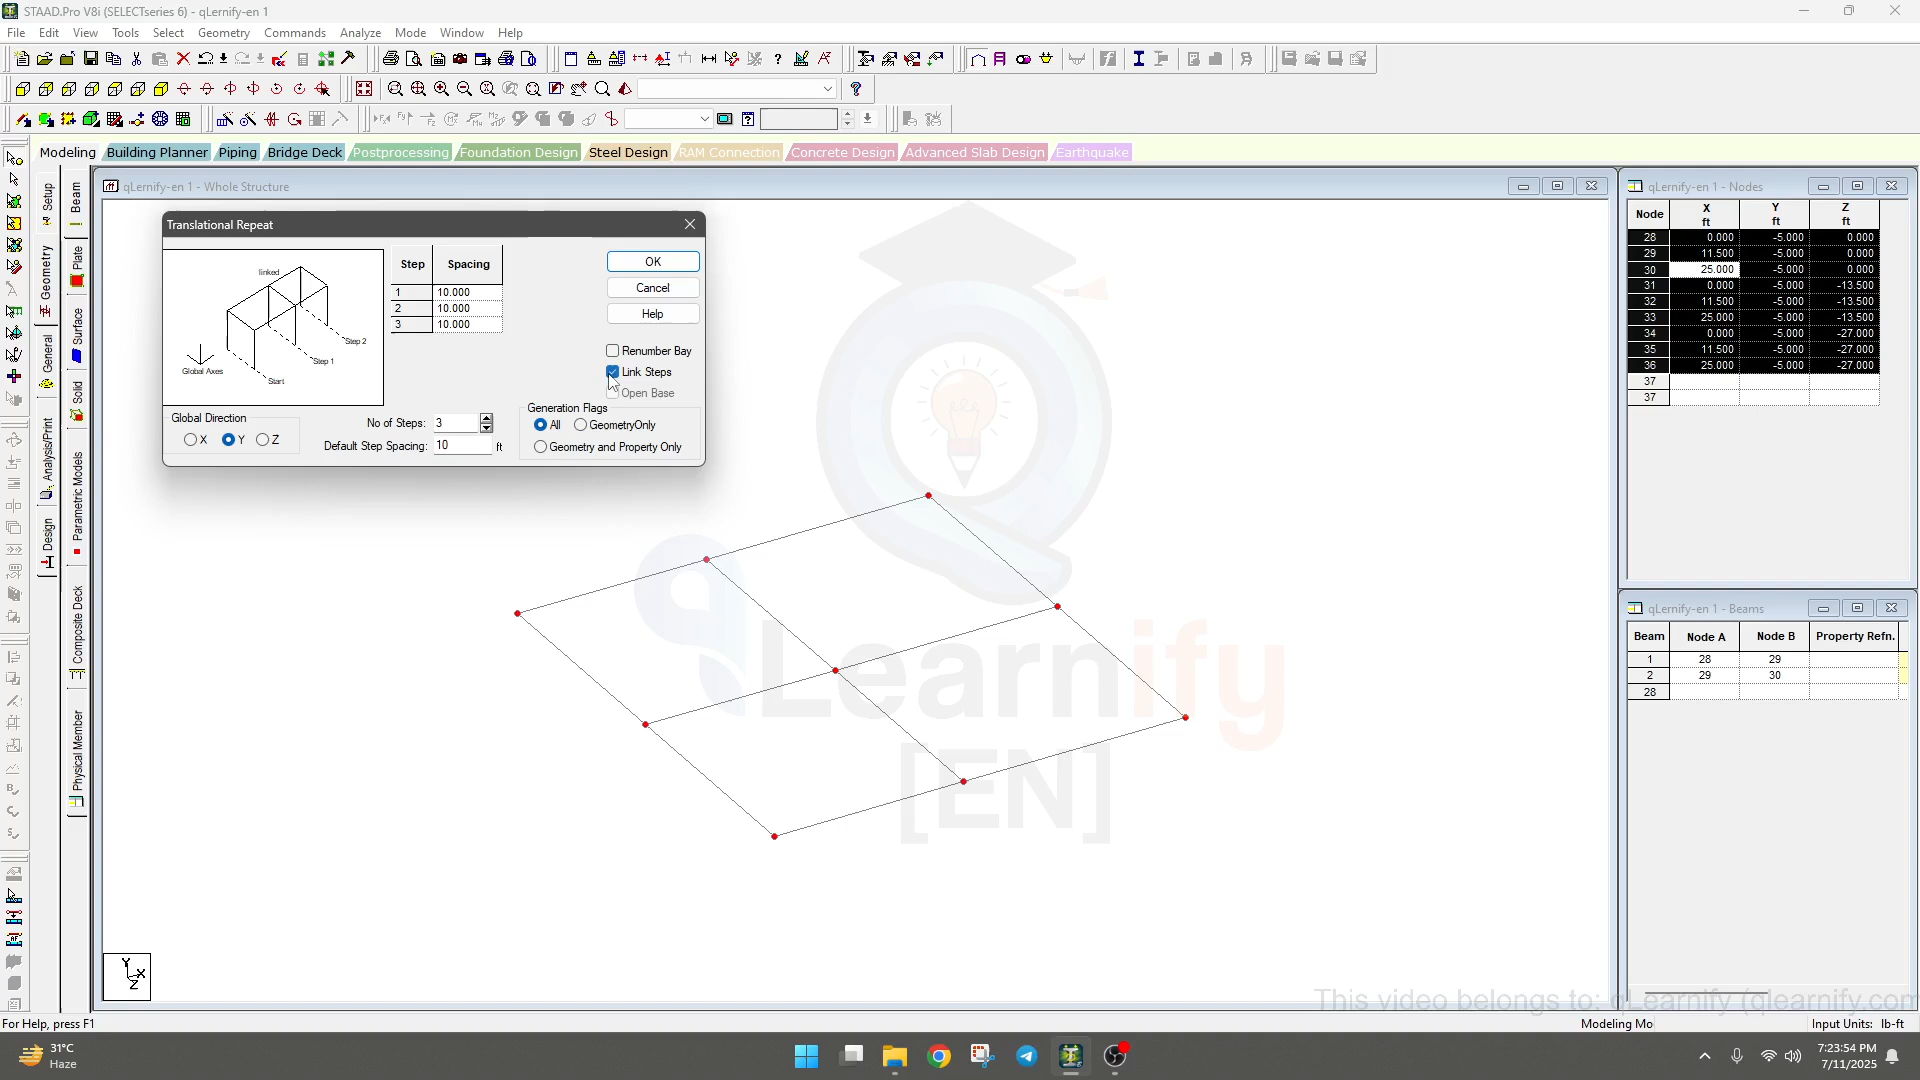 STAAD.Pro V8i (SELECTseries 6) - qLernify-en 1
File Edit View Tools Select Geometry Commands Analyze Mode Window Help
Modeling Building Planner Piping Bridge Deck Postprocessing Foundation Design Steel Design RAM Connection Concrete Design Advanced Slab Design Earthquake
Setup
Geometry
General
Analysis/Print
Design
Beam
Plate
Surface
Solid
Parametric Models
Composite Deck
Physical Member
qLernify-en 1 - Whole Structure
Translational Repeat
linked
Step 2
Step 1
Start
Global Axes
Step Spacing
1 10.000
2 10.000
3 10.000
OK
Cancel
Help
Renumber Bay
Link Steps
Open Base
Global Direction
X Y Z
No of Steps: 3
Default Step Spacing: 10 ft
Generation Flags
All GeometryOnly
Geometry and Property Only
qLearnify
[EN]
Y
X
Z
qLernify-en 1 - Nodes
Node X ft Y ft Z ft
28 0.000 -5.000 0.000
29 11.500 -5.000 0.000
30 25.000 -5.000 0.000
31 0.000 -5.000 -13.500
32 11.500 -5.000 -13.500
33 25.000 -5.000 -13.500
34 0.000 -5.000 -27.000
35 11.500 -5.000 -27.000
36 25.000 -5.000 -27.000
37
37
qLernify-en 1 - Beams
Beam Node A Node B Property Refn.
1 28 29
2 29 30
28
This video belongs to: qLearnify (qlearnify.com
For Help, press F1
Modeling Mo
Input Units: lb-ft
31°C
Haze
7:23:54 PM
7/11/2025